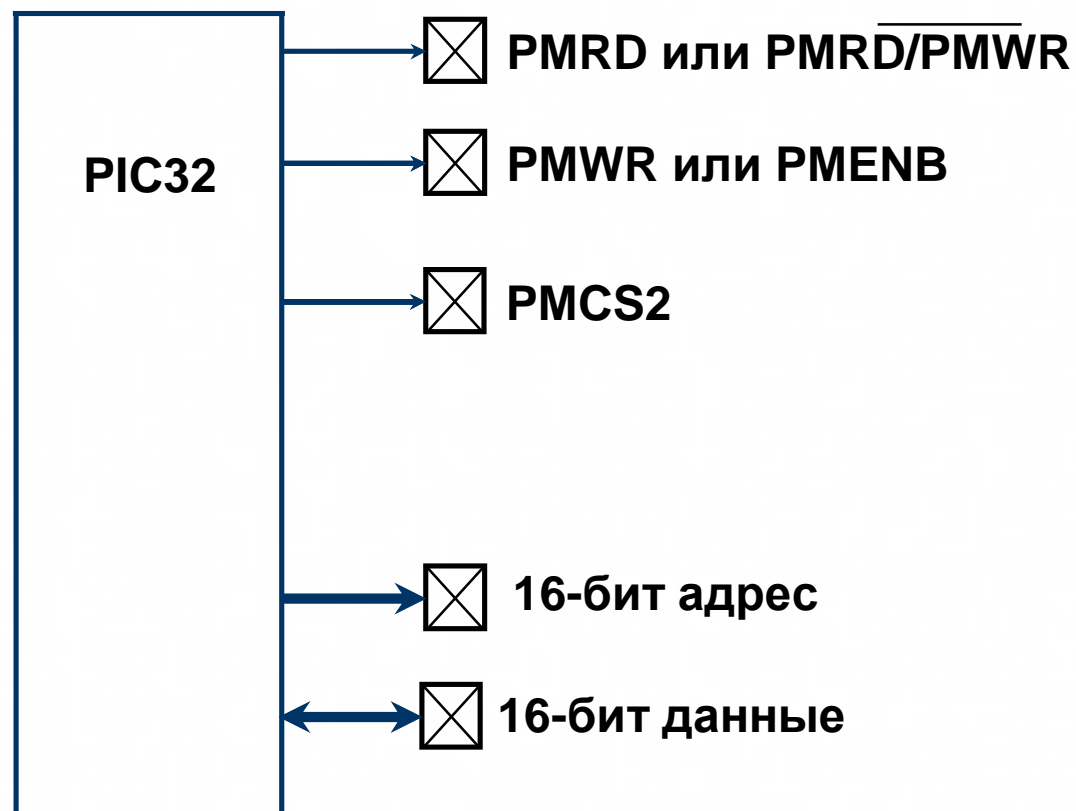 PMRD или PMRD/PMWR
PIC32
PMWR или PMENB
PMCS2
16-бит адрес
16-бит данные